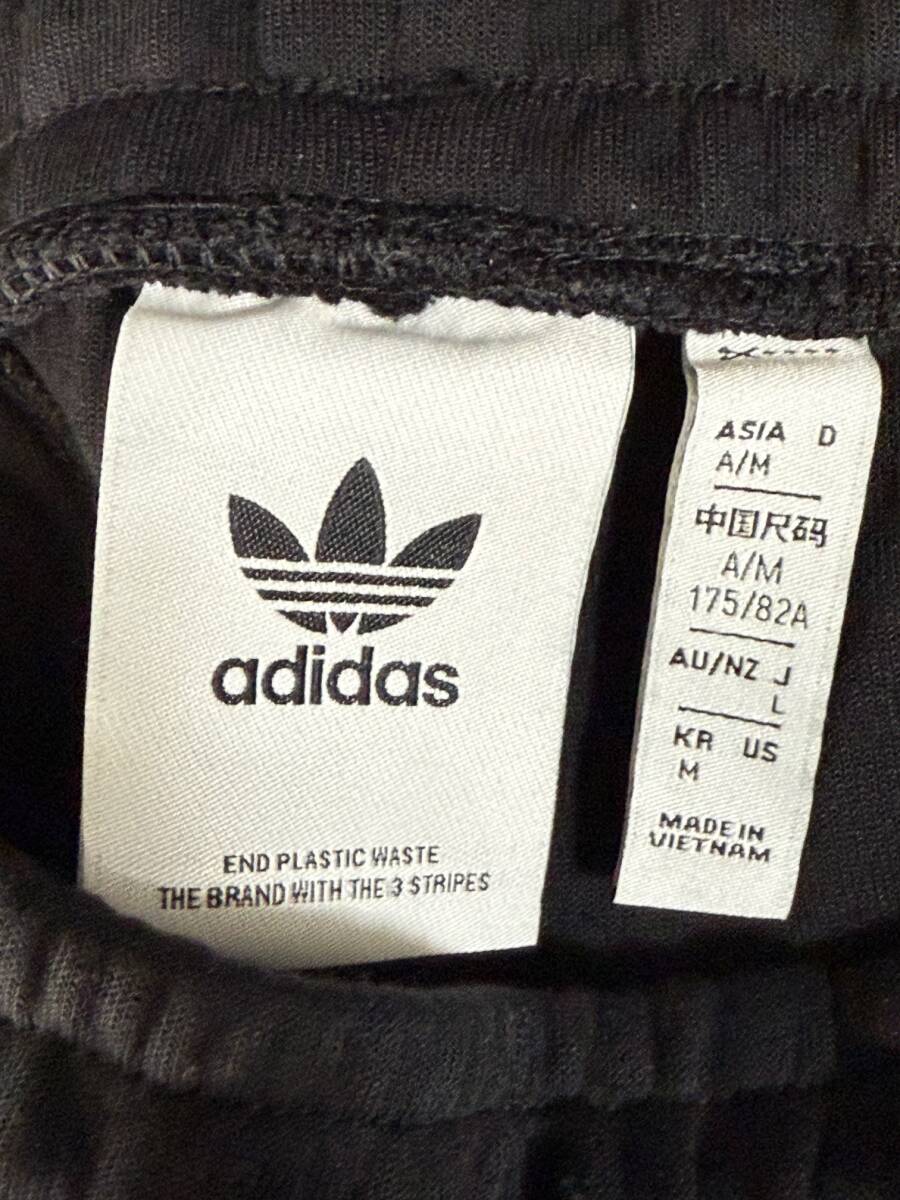 adidas
END PLASTIC WASTE
THE BRAND WITH THE 3 STRIPES
ASIA D
A/M
中国尺码
A/M
175/82A
AU/NZ J
L
KR US
M
MADE IN
VIETNAM